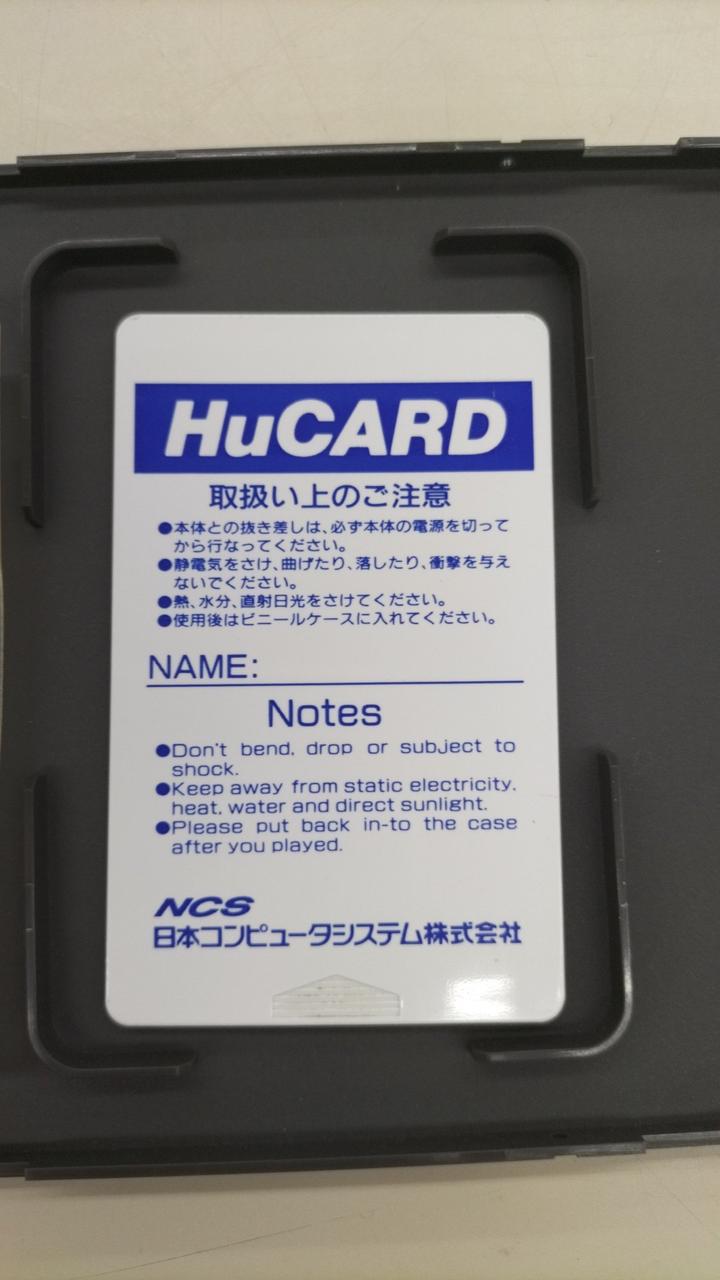 HuCARD
取扱い上のご注意
●本体との抜き差しは、必ず本体の電源を切って
から行なってください。
●静電気をさけ、曲げたり、落したり、衝撃を与え
ないでください。
●熱、水分、直射日光をさけてください。
●使用後はビニールケースに入れてください。
NAME:
Notes
●Don't bend, drop or subject to
shock.
●Keep away from static electricity,
heat, water and direct sunlight.
●Please put back in-to the case
after you played.
NCS
日本コンピュータシステム株式会社